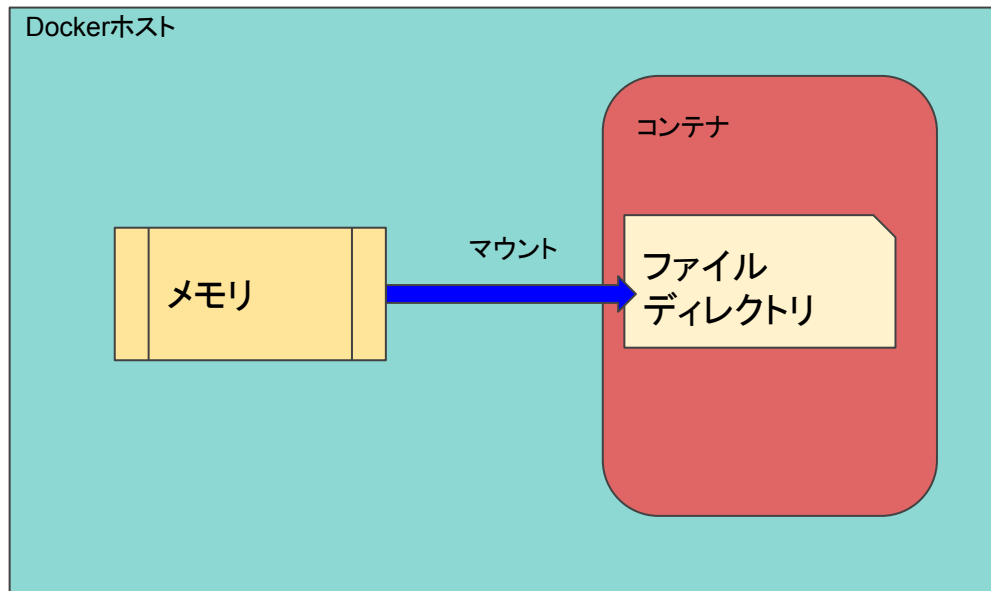 Dockerホスト
コンテナ
マウント
メモリ
ファイル
ディレクトリ